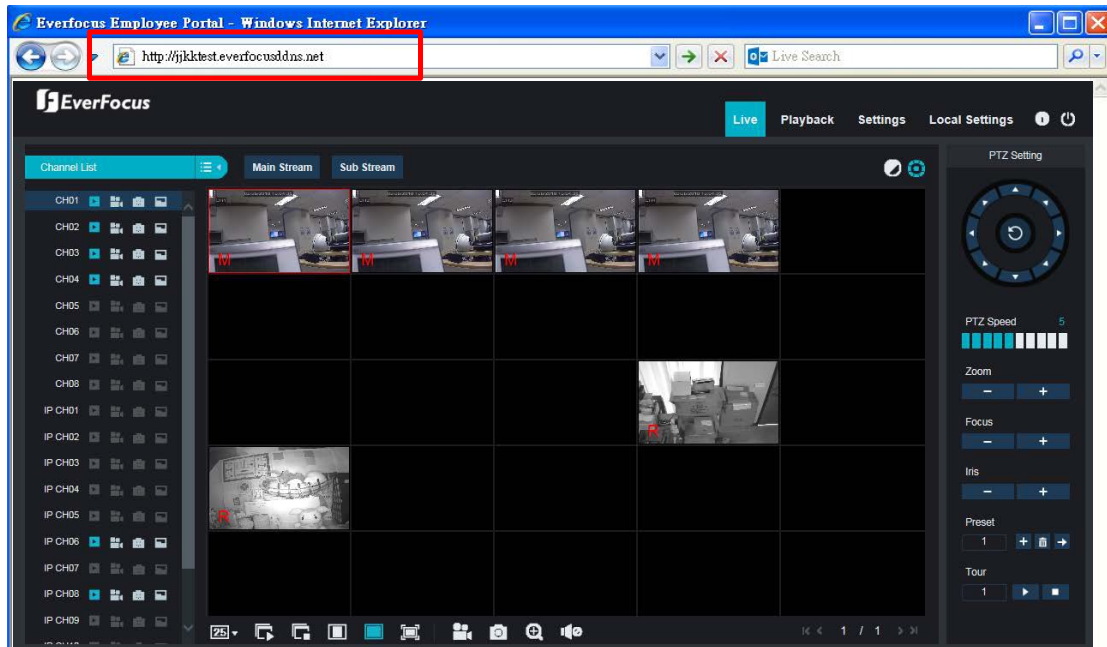 Everfocus Employee Portal - Windows Internet Explorer
http://jjkktest.everfocusddns.net
Live Search
EverFocus
Live Playback Settings Local Settings
Channel List
Main Stream Sub Stream
PTZ Setting
CH01
CH02
CH03
CH04
CH05
CH06
CH07
CH08
IP CH01
IP CH02
IP CH03
IP CH04
IP CH05
IP CH06
IP CH07
IP CH08
IP CH09
M M M M
R
R
PTZ Speed 5
Zoom
- +
Focus
- +
Iris
- +
Preset
1 +
Tour
1
25
1 / 1